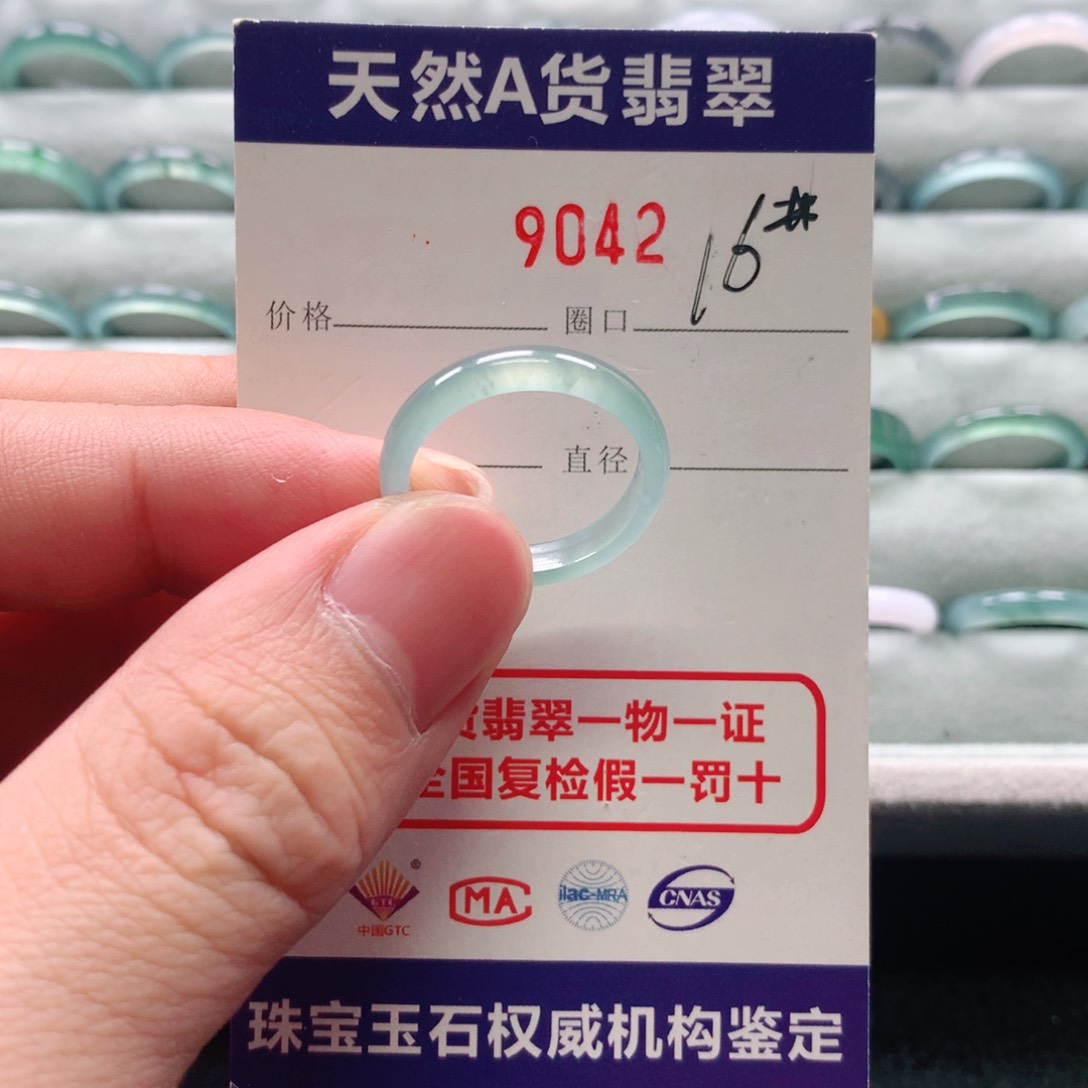 天然A货翡翠
9042 16#
价格 圈口
直径
翡翠一物一证
全国复检假一罚十
GTC ® MA ilac-MRA CNAS
中国GTC
珠宝玉石权威机构鉴定